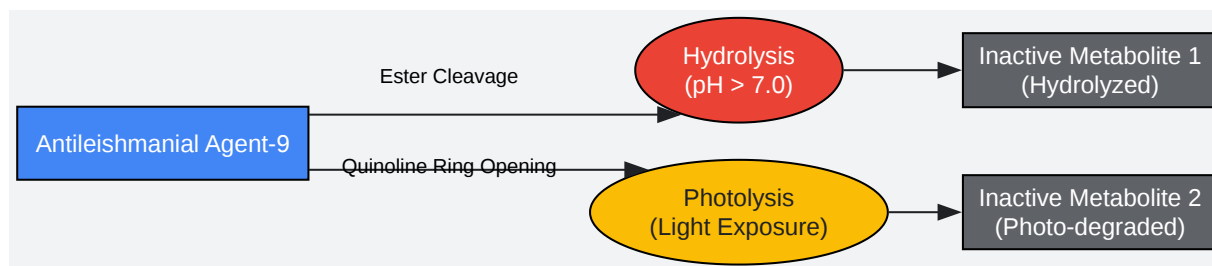 Antileishmanial Agent-9
Ester Cleavage
Quinoline Ring Opening
Hydrolysis
(pH > 7.0)
Photolysis
(Light Exposure)
Inactive Metabolite 1
(Hydrolyzed)
Inactive Metabolite 2
(Photo-degraded)